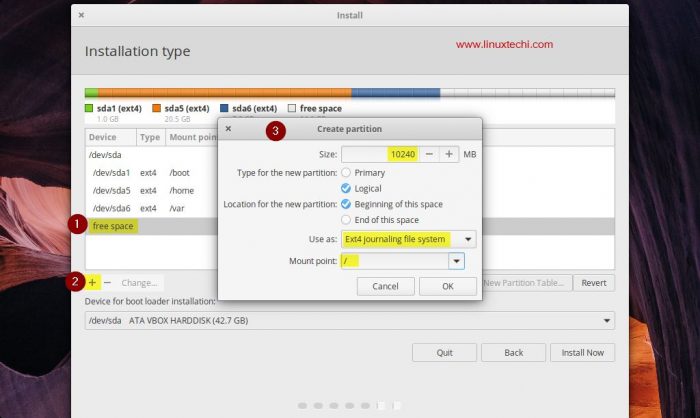 Install
Installation type
www.linuxtechi.com
sda1 (ext4) sda5 (ext4) sda6 (ext4) free space
1.0 GB 20.5 GB
Device Type Mount poin
/dev/sda
/dev/sda1 ext4 /boot
/dev/sda5 ext4 /home
/dev/sda6 ext4 /var
1 free space
2 + − Change...
New Partition Table... Revert
3 Create partition
Size: 10240 − + MB
Type for the new partition: Primary
Logical
Location for the new partition: Beginning of this space
End of this space
Use as: Ext4 journaling file system
Mount point: /
Cancel OK
Device for boot loader installation:
/dev/sda ATA VBOX HARDDISK (42.7 GB)
Quit Back Install Now